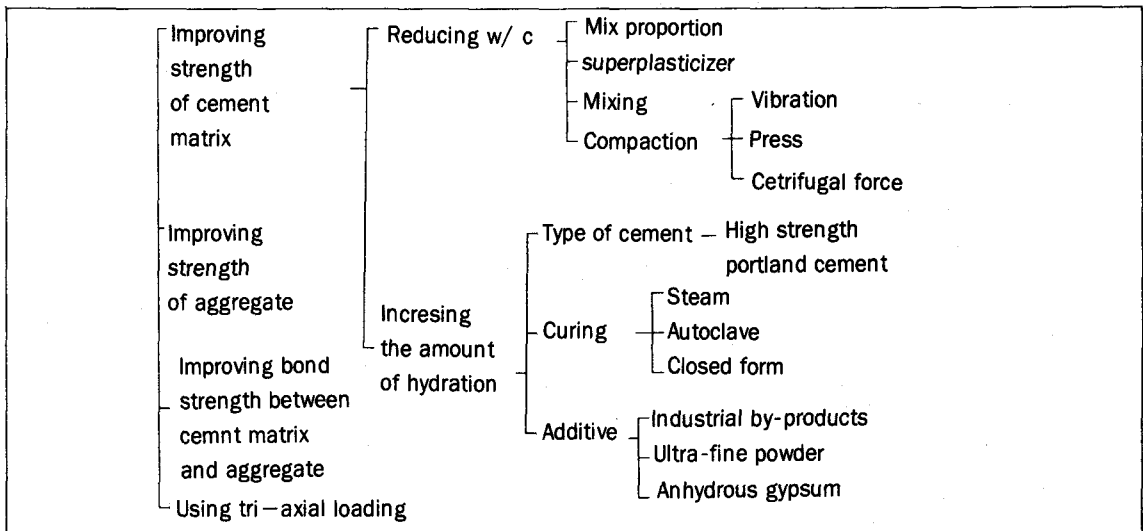 Improving
strength
of cement
matrix
Reducing w/ c
Mix proportion
superplasticizer
Mixing
Compaction
Vibration
Press
Cetrifugal force
Improving
strength
of aggregate
Incresing
the amount
of hydration
Type of cement
High strength
portland cement
Curing
Steam
Autoclave
Closed form
Additive
Industrial by-products
Ultra-fine powder
Anhydrous gypsum
Improving bond
strength between
cemnt matrix
and aggregate
Using tri-axial loading